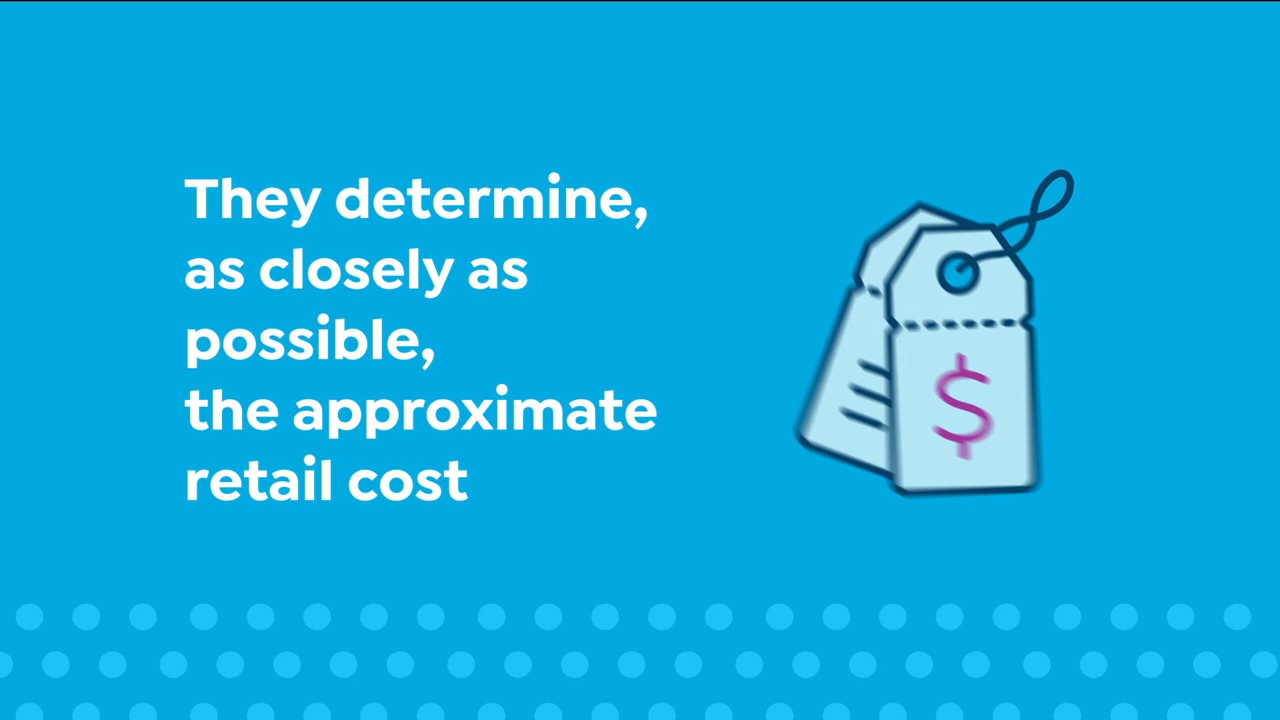 They determine,
as closely as
possible,
the approximate
retail cost
$